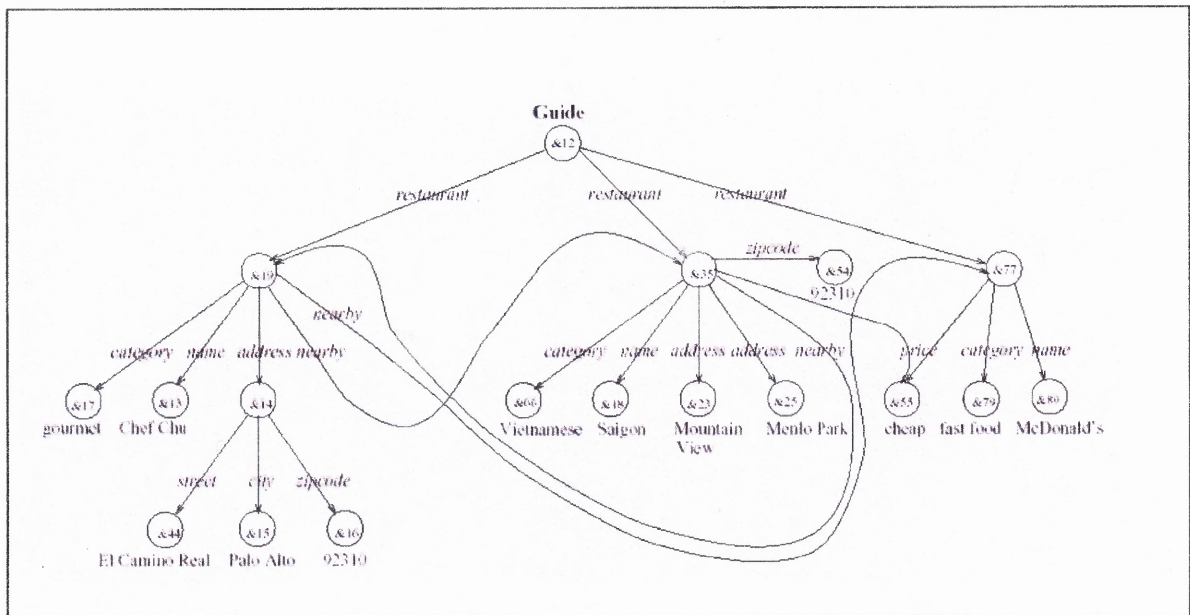 Guide
&12
restaurant restaurant restaurant
zipcode
&19 &35 &54 &77
92310
nearby
category name address nearby category name address address nearby price category name
&17 &13 &14 &66 &18 &23 &25 &55 &79 &80
gourmet Chef Chu Vietnamese Saigon Mountain View Menlo Park cheap fast food McDonald's
street city zipcode
&44 &15 &16
El Camino Real Palo Alto 92310